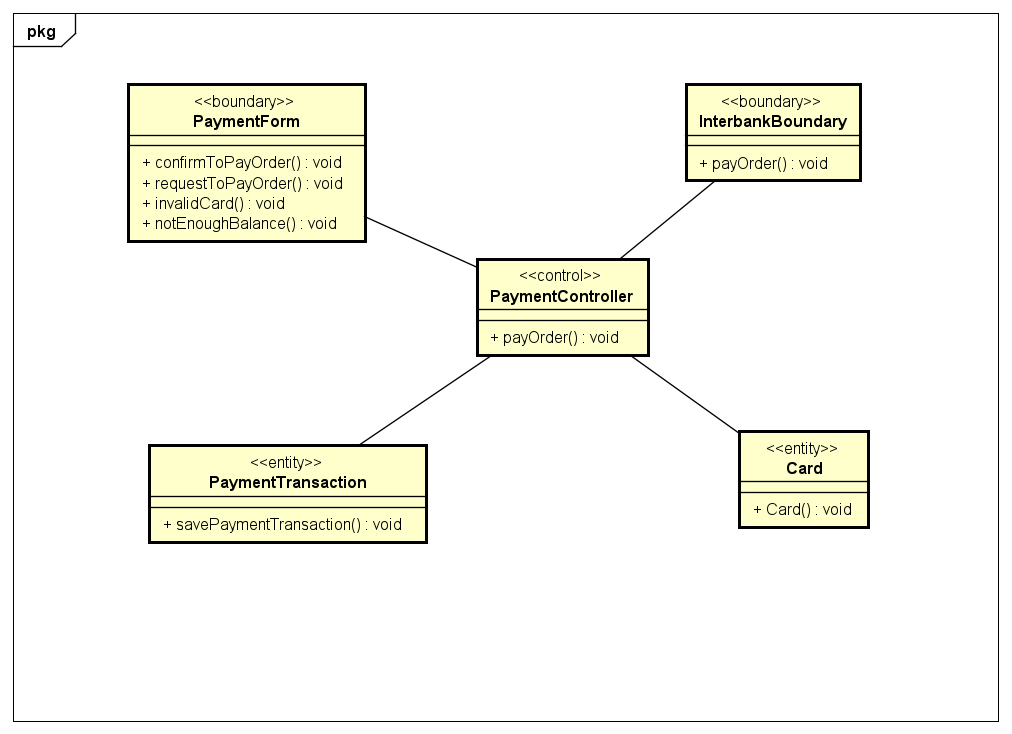 pkg
<<boundary>>
PaymentForm
+ confirmToPayOrder() : void
+ requestToPayOrder() : void
+ invalidCard() : void
+ notEnoughBalance() : void
<<boundary>>
InterbankBoundary
+ payOrder() : void
<<control>>
PaymentController
+ payOrder() : void
<<entity>>
PaymentTransaction
+ savePaymentTransaction() : void
<<entity>>
Card
+ Card() : void